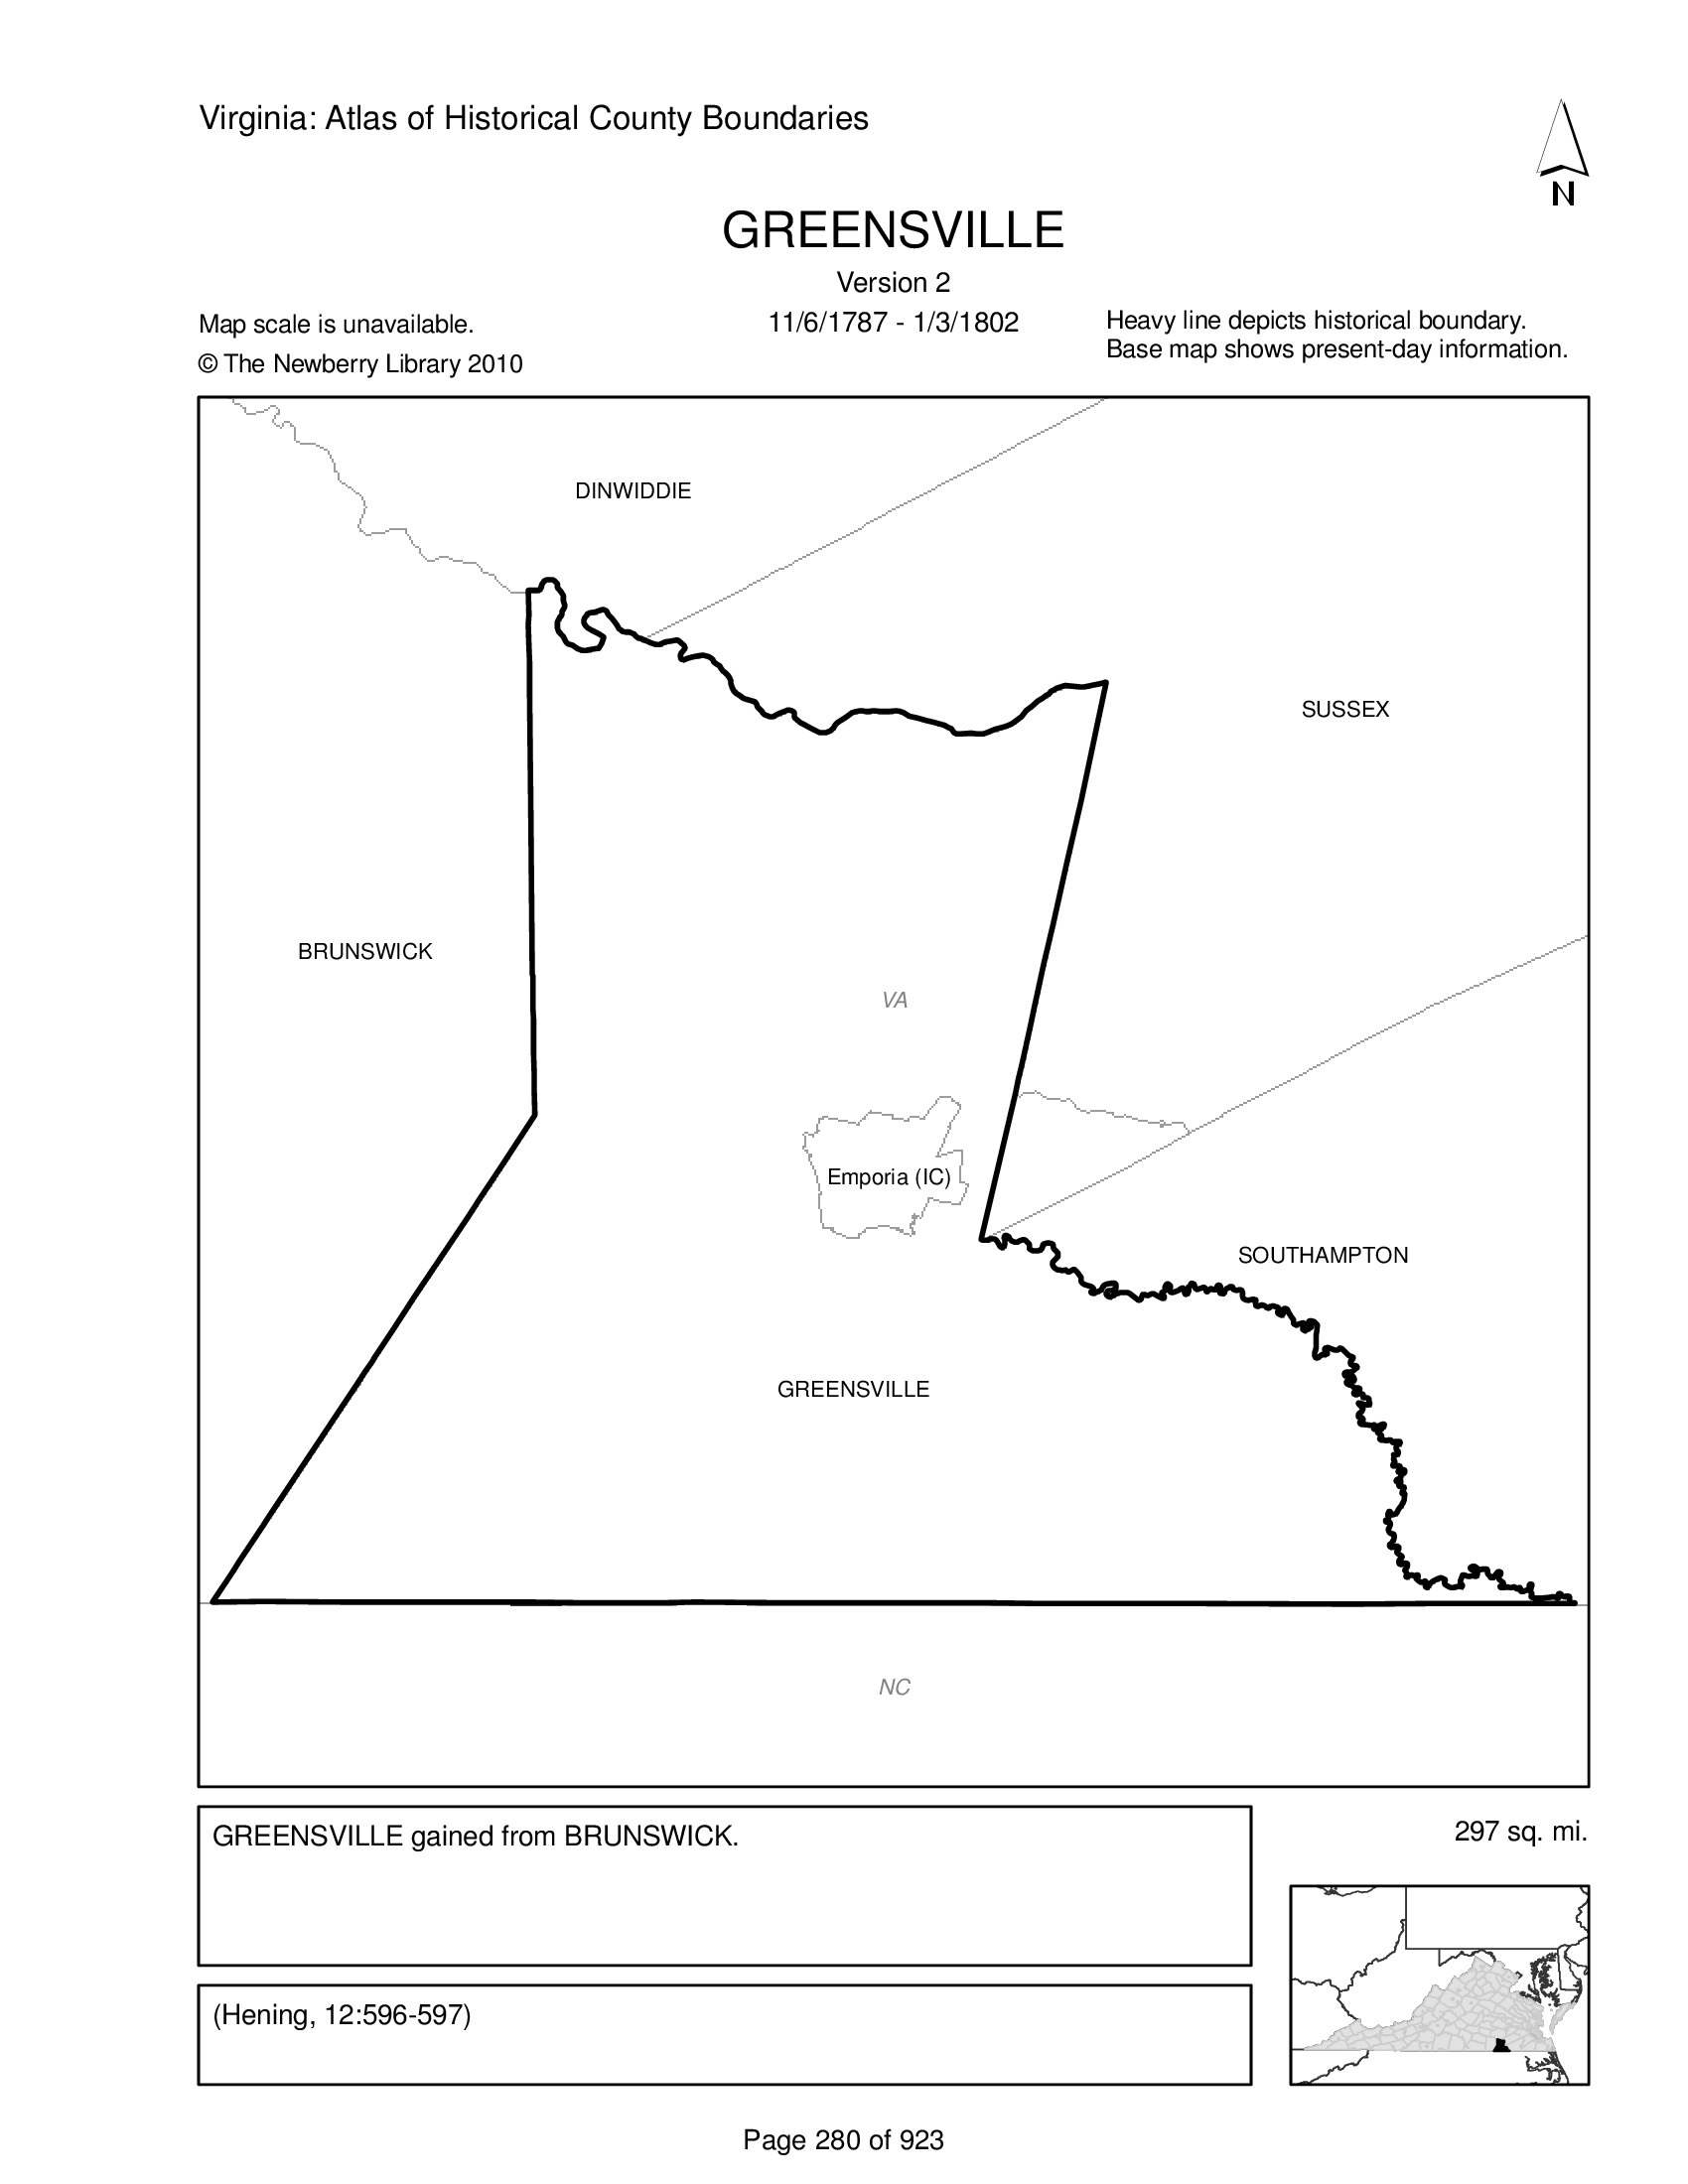 Virginia: Atlas of Historical County Boundaries
N
GREENSVILLE
Version 2
11/6/1787 - 1/3/1802
Map scale is unavailable.
© The Newberry Library 2010
Heavy line depicts historical boundary.
Base map shows present-day information.
DINWIDDIE
SUSSEX
BRUNSWICK
VA
Emporia (IC)
SOUTHAMPTON
GREENSVILLE
NC
GREENSVILLE gained from BRUNSWICK.
297 sq. mi.
(Hening, 12:596-597)
Page 280 of 923